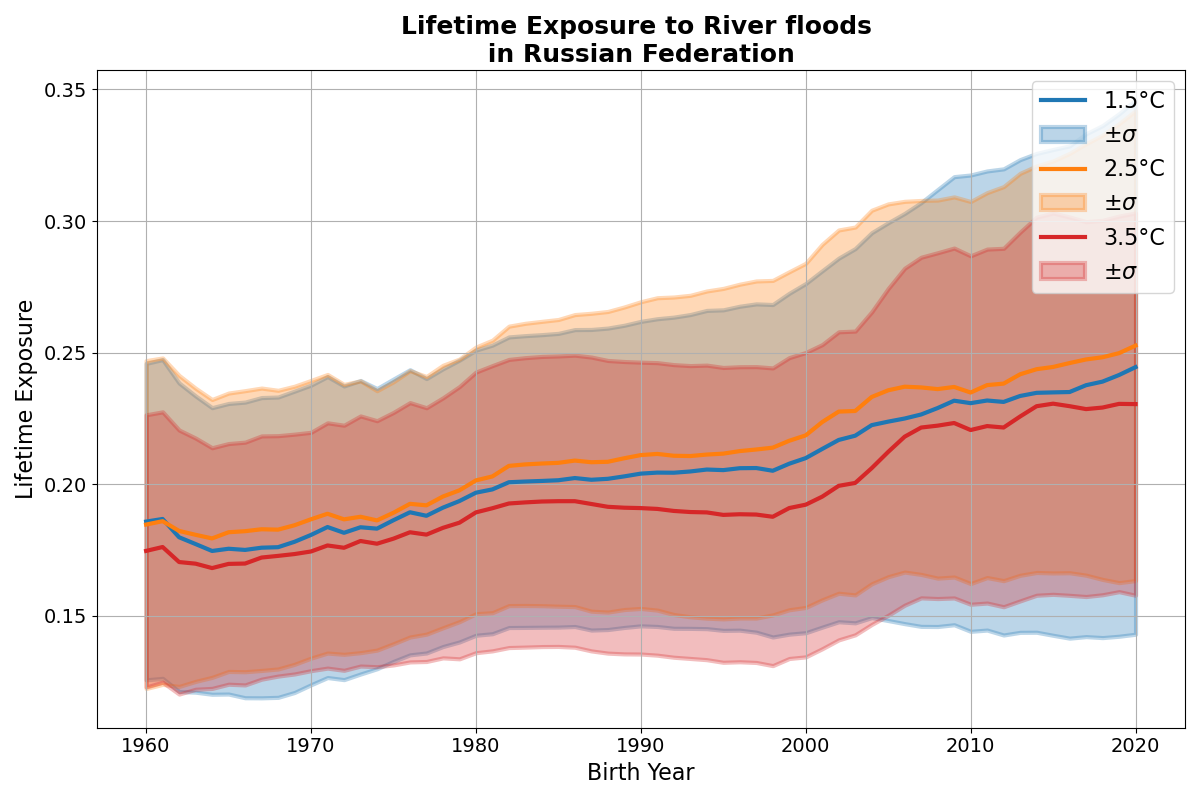 Lifetime Exposure to River floods
in Russian Federation
Lifetime Exposure
0.35
0.30
0.25
0.20
0.15
1.5°C
±σ
2.5°C
±σ
3.5°C
±σ
1960 1970 1980 1990 2000 2010 2020
Birth Year